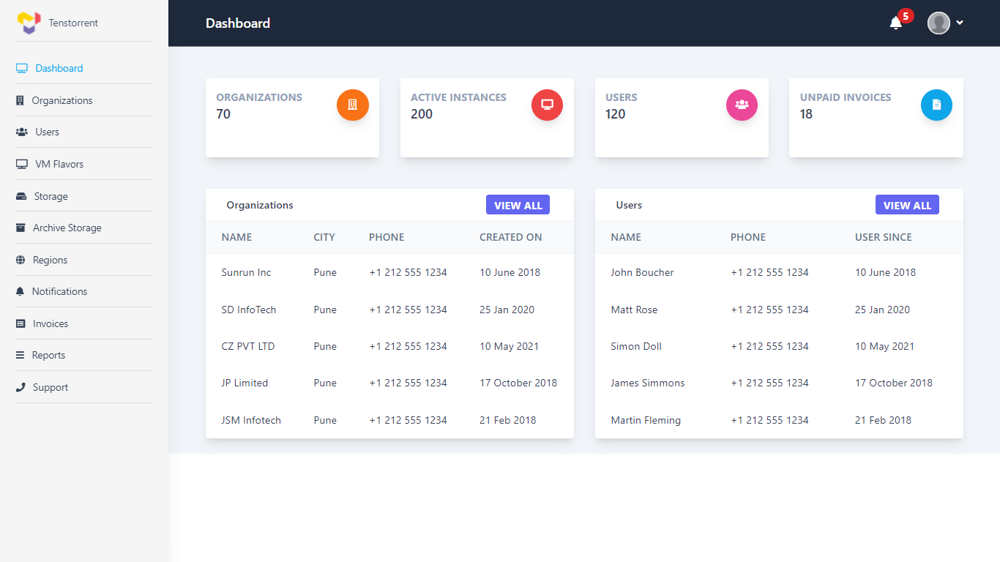 Tenstorrent
Dashboard
Organizations
Users
VM Flavors
Storage
Archive Storage
Regions
Notifications
Invoices
Reports
Support
Dashboard
5
ORGANIZATIONS
70
ACTIVE INSTANCES
200
USERS
120
UNPAID INVOICES
18
Organizations VIEW ALL
NAME CITY PHONE CREATED ON
Sunrun Inc Pune +1 212 555 1234 10 June 2018
SD InfoTech Pune +1 212 555 1234 25 Jan 2020
CZ PVT LTD Pune +1 212 555 1234 10 May 2021
JP Limited Pune +1 212 555 1234 17 October 2018
JSM Infotech Pune +1 212 555 1234 21 Feb 2018
Users VIEW ALL
NAME PHONE USER SINCE
John Boucher +1 212 555 1234 10 June 2018
Matt Rose +1 212 555 1234 25 Jan 2020
Simon Doll +1 212 555 1234 10 May 2021
James Simmons +1 212 555 1234 17 October 2018
Martin Fleming +1 212 555 1234 21 Feb 2018